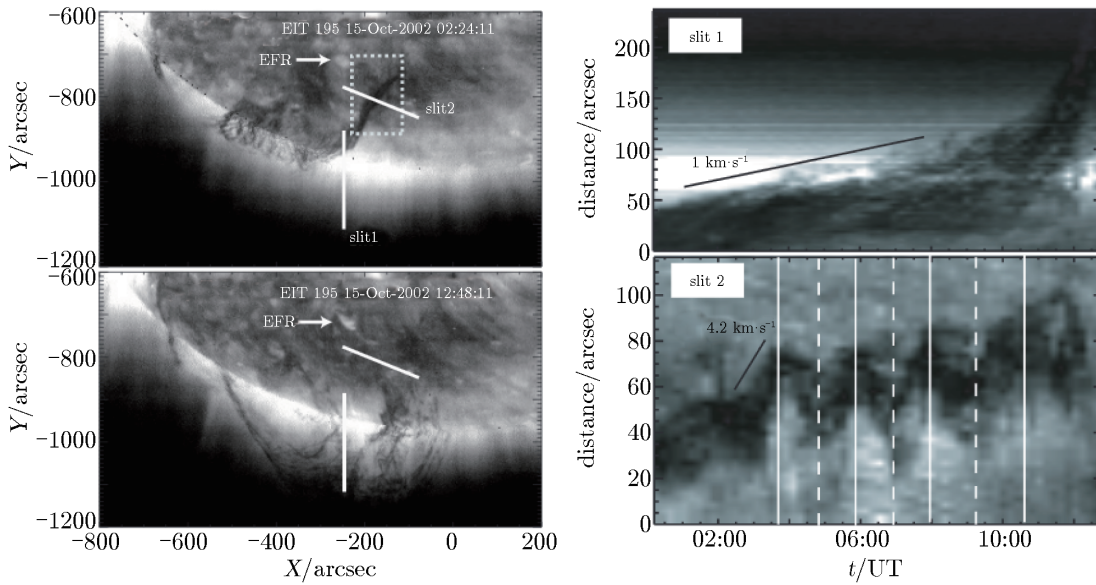 −600
−800
−1000
−1200
Y/arcsec
EIT 195 15-Oct-2002 02:24:11
EFR
slit2
slit1
−600
−800
−1000
−1200
Y/arcsec
EIT 195 15-Oct-2002 12:48:11
EFR
−800
−600
−400
−200
0
200
X/arcsec
slit 1
200
150
100
50
0
distance/arcsec
1 km·s⁻¹
slit 2
100
80
60
40
20
0
distance/arcsec
4.2 km·s⁻¹
02:00
06:00
10:00
t/UT